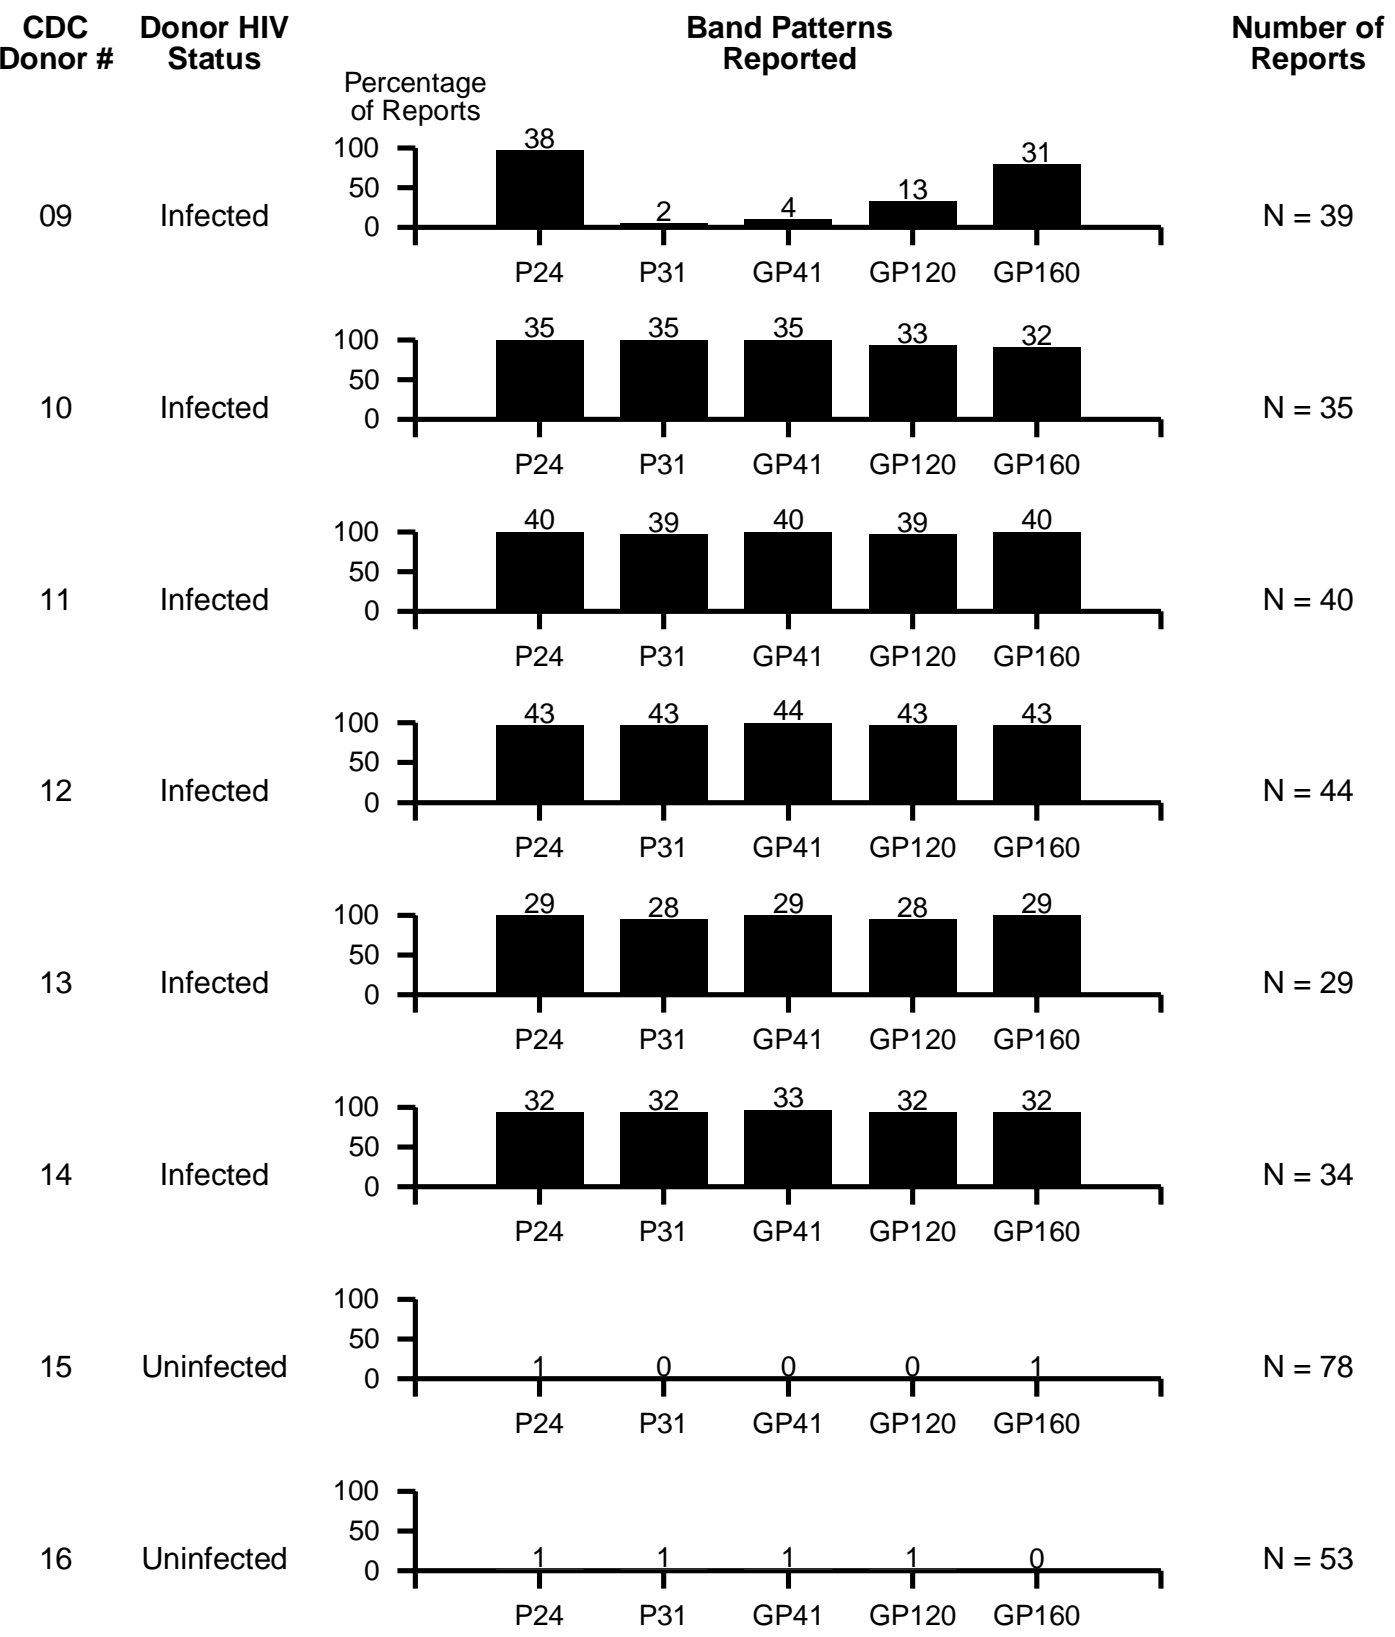 CDC Donor HIV Band Patterns Number of
Donor # Status Reported Reports
Percentage
of Reports
38 2 4 13 31
100
50
0
09 Infected N = 39
P24 P31 GP41 GP120 GP160
35 35 35 33 32
100
50
0
10 Infected N = 35
P24 P31 GP41 GP120 GP160
40 39 40 39 40
100
50
0
11 Infected N = 40
P24 P31 GP41 GP120 GP160
43 43 44 43 43
100
50
0
12 Infected N = 44
P24 P31 GP41 GP120 GP160
29 28 29 28 29
100
50
0
13 Infected N = 29
P24 P31 GP41 GP120 GP160
32 32 33 32 32
100
50
0
14 Infected N = 34
P24 P31 GP41 GP120 GP160
100
50
0
15 Uninfected 1 0 0 0 1 N = 78
P24 P31 GP41 GP120 GP160
100
50
0
16 Uninfected 1 1 1 1 0 N = 53
P24 P31 GP41 GP120 GP160